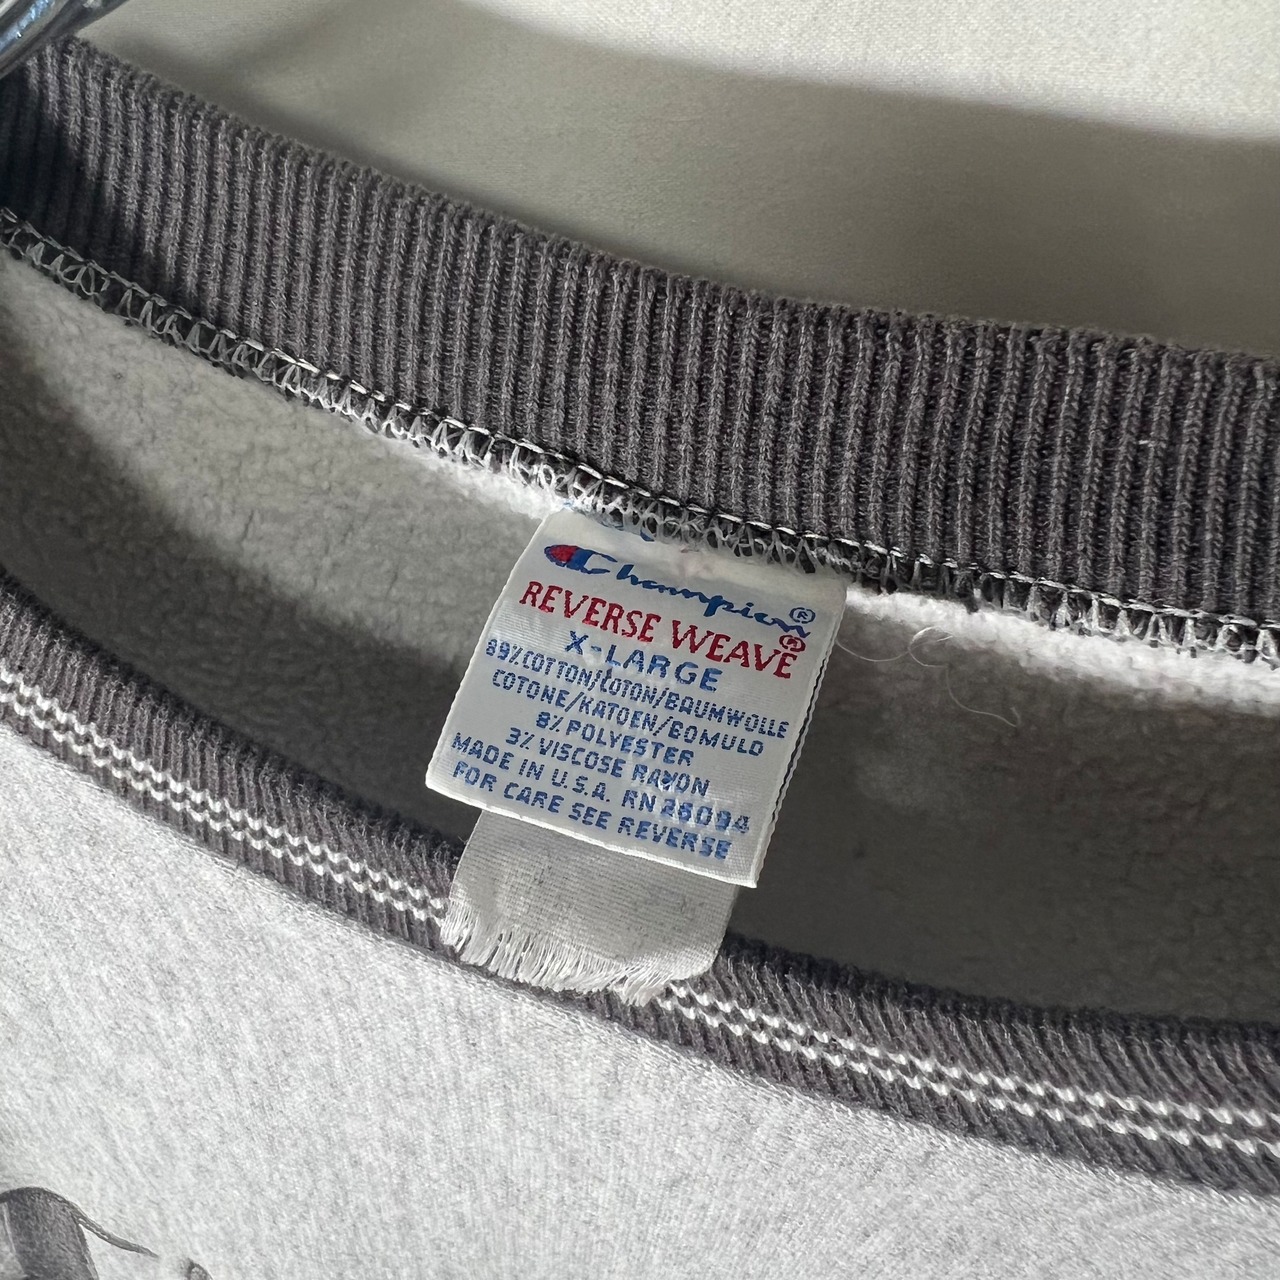 Champion®
REVERSE WEAVE®
X-LARGE
89% COTTON/COTON/BAUMWOLLE
COTONE/KATOEN/BOMULD
8% POLYESTER
3% VISCOSE RAYON
MADE IN U.S.A. RN 26094
FOR CARE SEE REVERSE